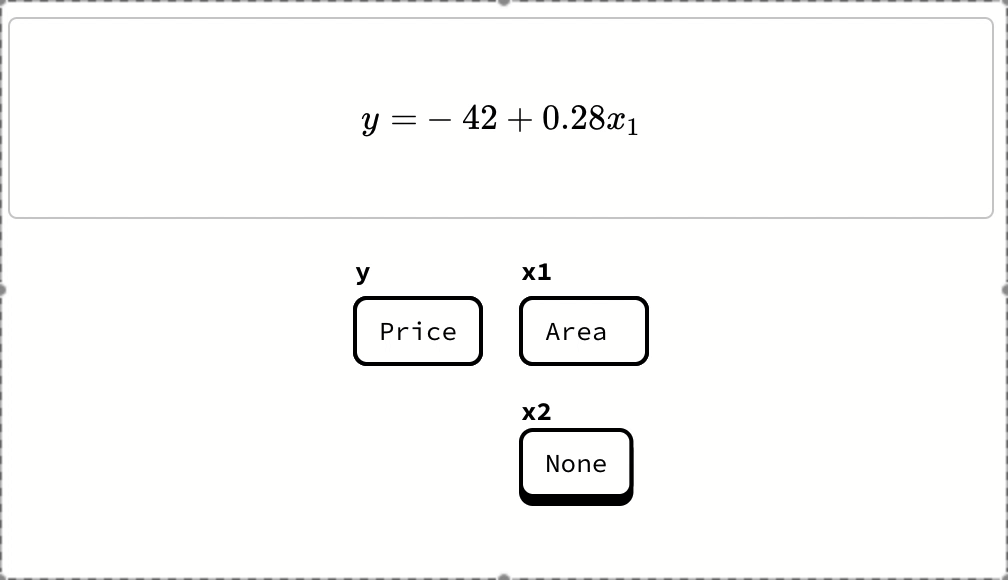 y = − 42 + 0.28x₁
y x1
Price Area
x2
None